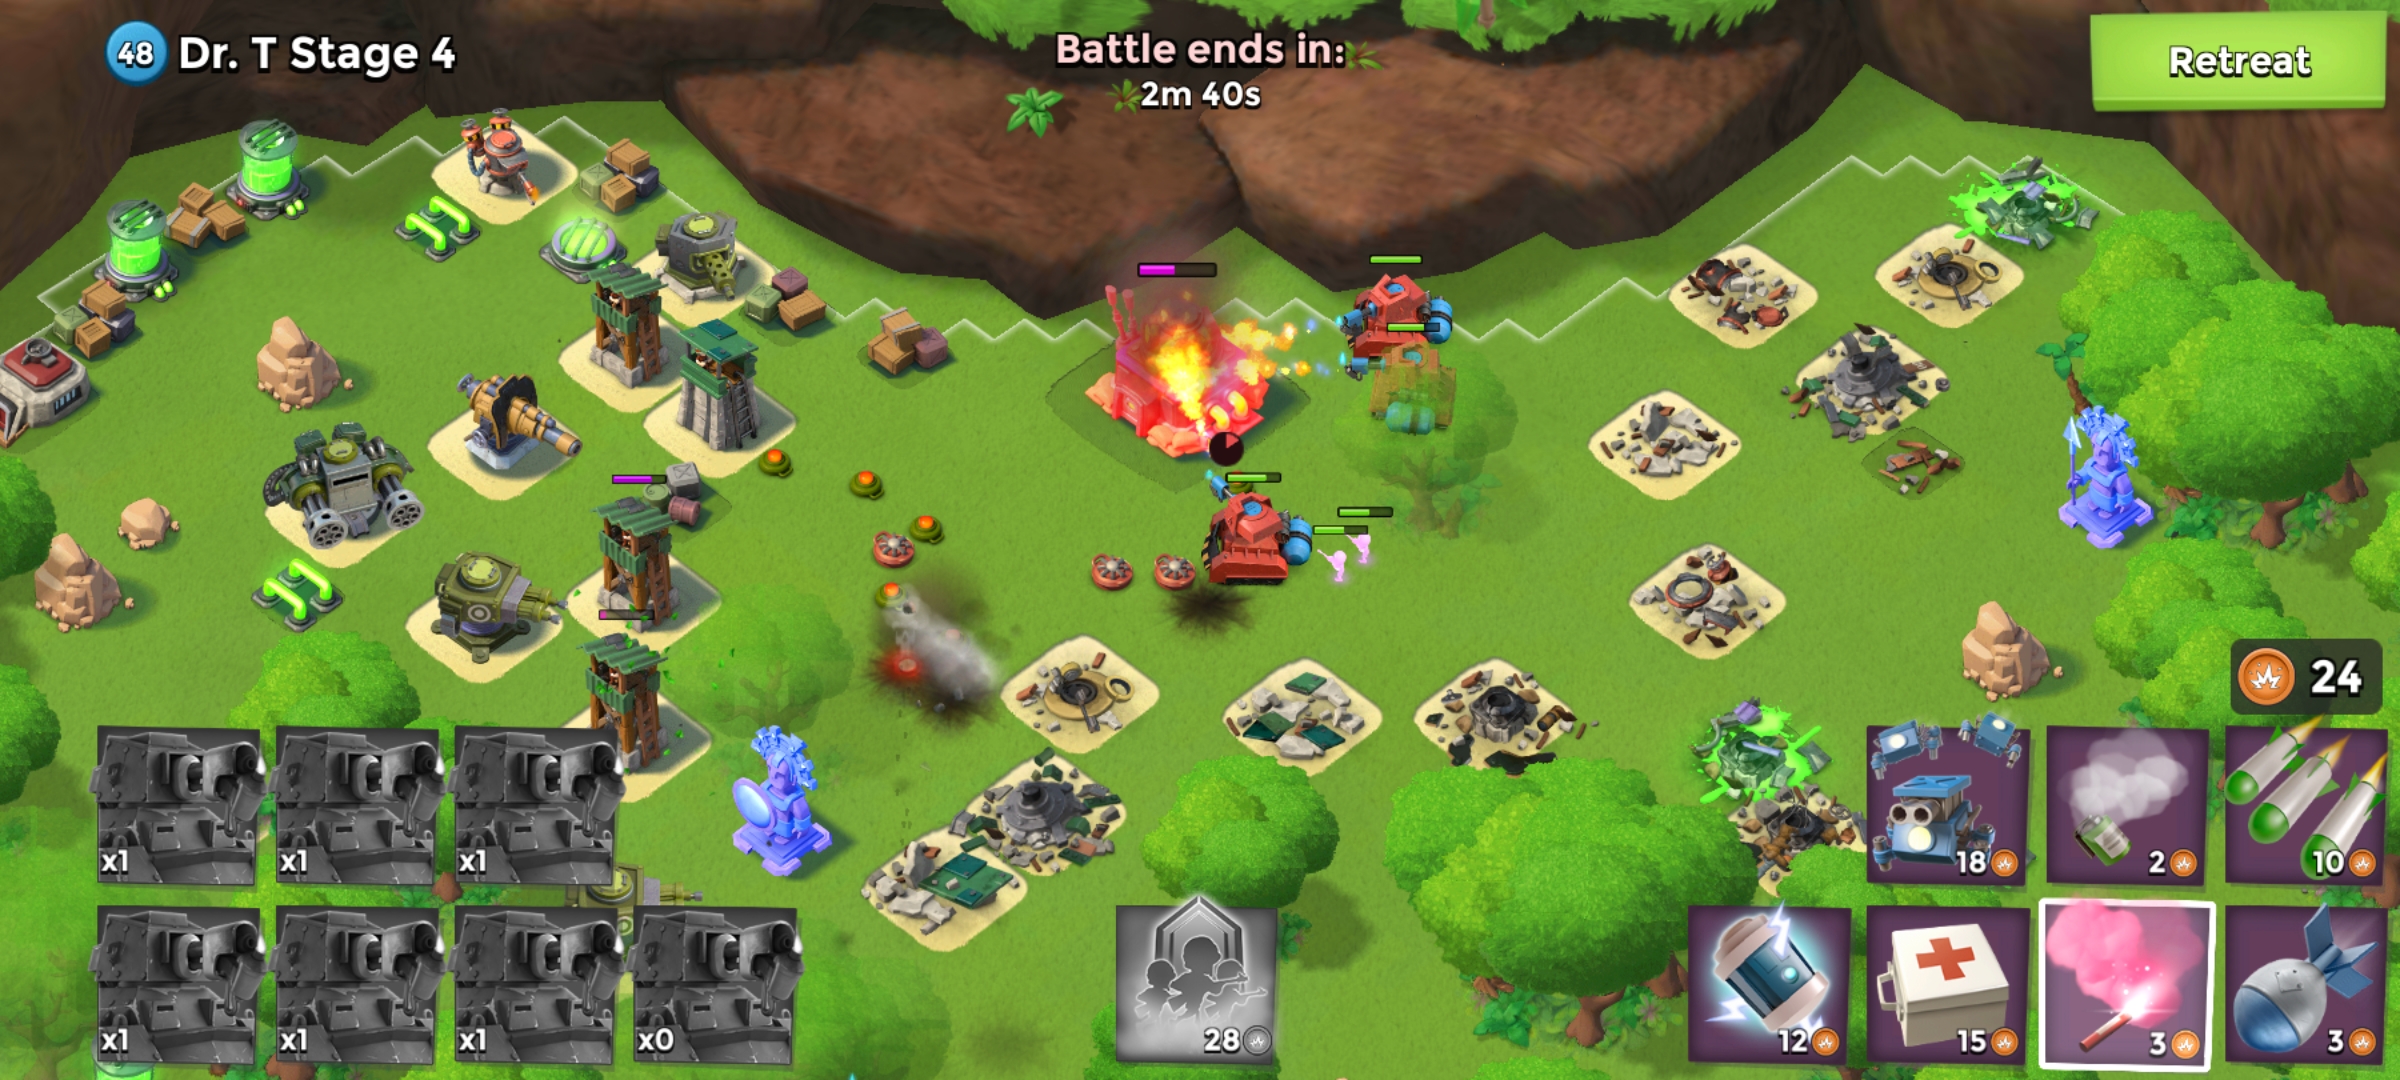 48 Dr. T Stage 4
Battle ends in:
2m 40s
Retreat
24
x1
x1
x1
18
2
10
x1
x1
x1
x0
28
12
15
3
3